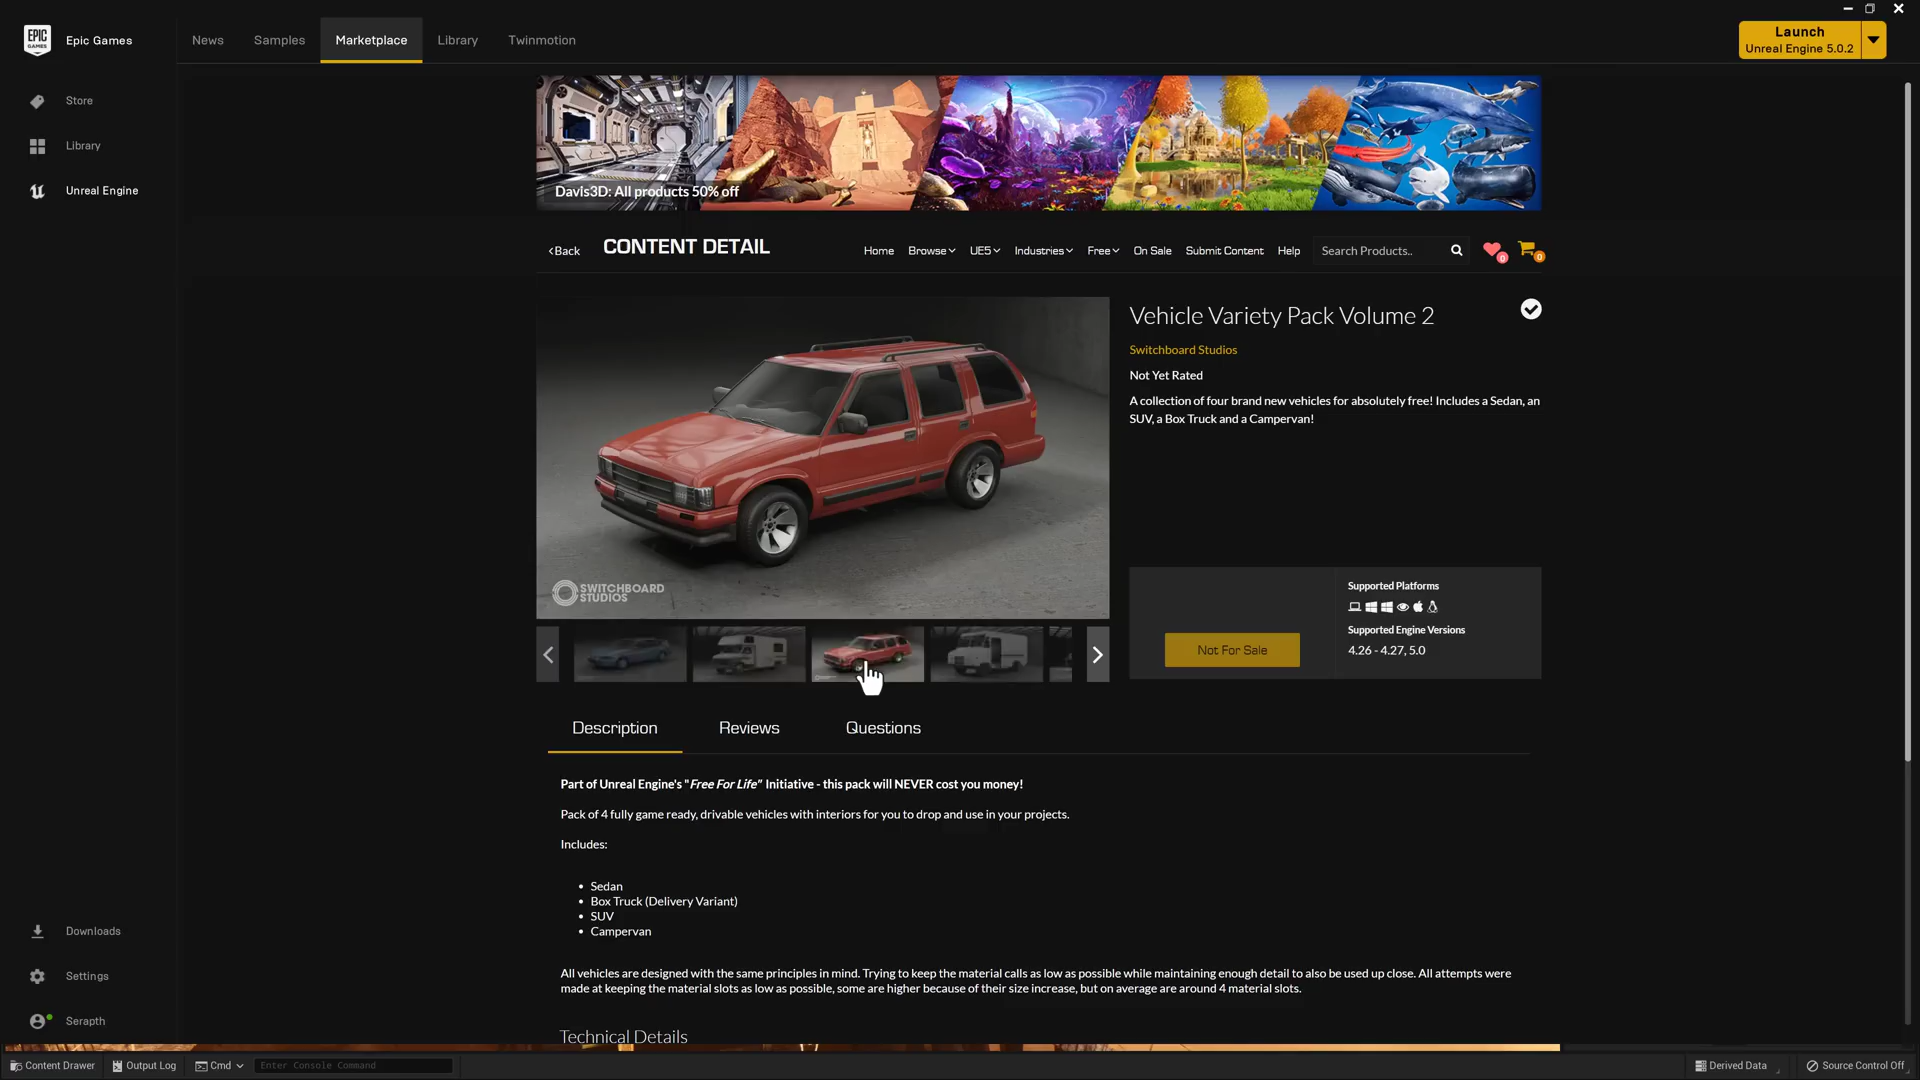 EPIC GAMES
Epic Games
News
Samples
Marketplace
Library
Twinmotion
Launch
Unreal Engine 5.0.2
Store
Library
Unreal Engine
Davis3D: All products 50% off
Back
CONTENT DETAIL
Home
Browse
UE5
Industries
Free
On Sale
Submit Content
Help
Search Products..
0
0
Vehicle Variety Pack Volume 2
Switchboard Studios
Not Yet Rated
A collection of four brand new vehicles for absolutely free! Includes a Sedan, an
SUV, a Box Truck and a Campervan!
SWITCHBOARD
STUDIOS
Not For Sale
Supported Platforms
Supported Engine Versions
4.26 - 4.27, 5.0
Description
Reviews
Questions
Part of Unreal Engine's "Free For Life" Initiative - this pack will NEVER cost you money!
Pack of 4 fully game ready, drivable vehicles with interiors for you to drop and use in your projects.
Includes:
• Sedan
• Box Truck (Delivery Variant)
• SUV
• Campervan
All vehicles are designed with the same principles in mind. Trying to keep the material calls as low as possible while maintaining enough detail to also be used up close. All attempts were
made at keeping the material slots as low as possible, some are higher because of their size increase, but on average are around 4 material slots.
Technical Details
Downloads
Settings
Serapth
Content Drawer
Output Log
Cmd
Enter Console Command
Derived Data
Source Control Off